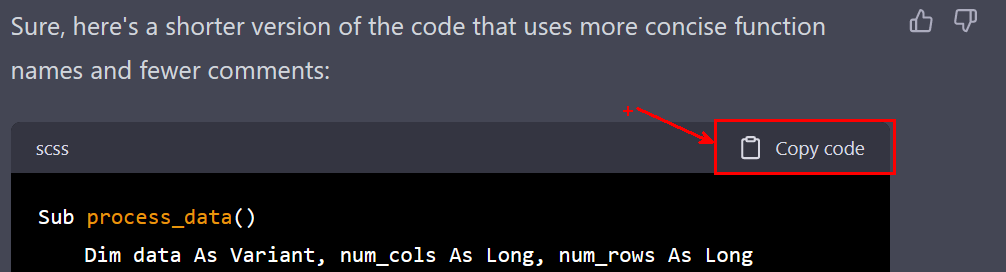 Sure, here's a shorter version of the code that uses more concise function
names and fewer comments:
scss
Copy code
Sub process_data()
Dim data As Variant, num_cols As Long, num_rows As Long